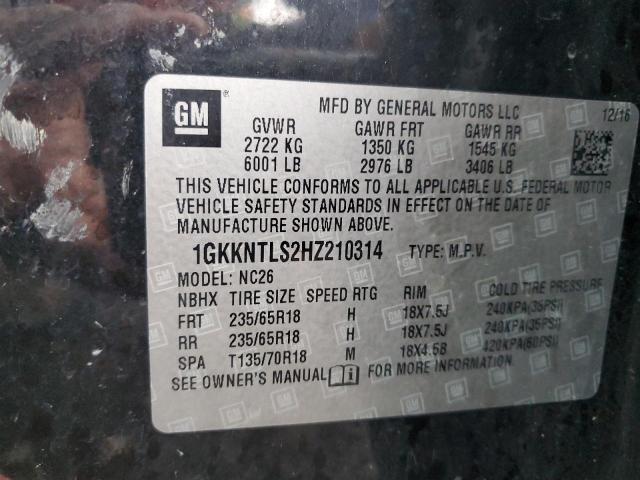 GM
MFD BY GENERAL MOTORS LLC 12/16
GVWR GAWR FRT GAWR RR
2722 KG 1350 KG 1545 KG
6001 LB 2976 LB 3406 LB
THIS VEHICLE CONFORMS TO ALL APPLICABLE U.S. FEDERAL MOTOR
VEHICLE SAFETY STANDARDS IN EFFECT ON THE DATE OF
MANUFACTURE SHOWN ABOVE.
1GKKNTLS2HZ210314 TYPE: M.P.V.
MODEL: NC26
NBHX TIRE SIZE SPEED RTG RIM COLD TIRE PRESSURE
FRT 235/65R18 H 18X7.5J 240KPA(35PSI)
RR 235/65R18 H 18X7.5J 240KPA(35PSI)
SPA T135/70R18 M 18X4.5B 420KPA(60PSI)
SEE OWNER'S MANUAL FOR MORE INFORMATION